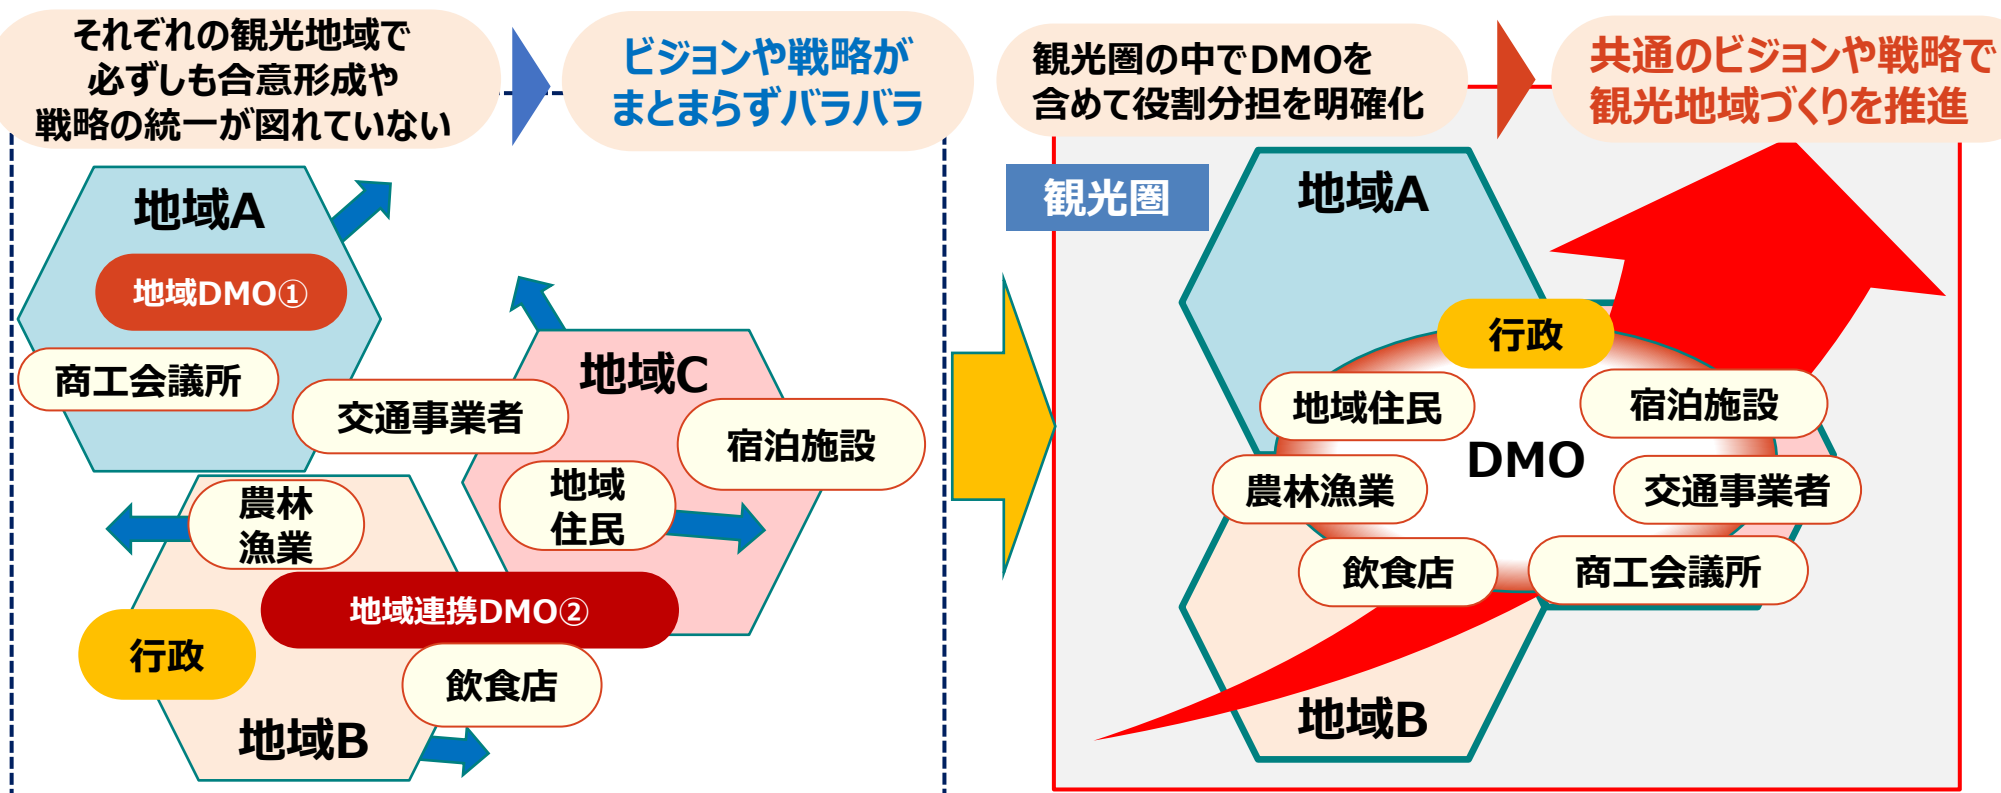 それぞれの観光地域で
必ずしも合意形成や
戦略の統一が図れていない
ビジョンや戦略が
まとまらずバラバラ
地域A
地域DMO①
商工会議所
交通事業者
地域C
宿泊施設
地域
住民
農林
漁業
地域連携DMO②
行政
飲食店
地域B
観光圏の中でDMOを
含めて役割分担を明確化
共通のビジョンや戦略で
観光地域づくりを推進
観光圏
地域A
行政
地域住民
宿泊施設
DMO
農林漁業
交通事業者
飲食店
商工会議所
地域B